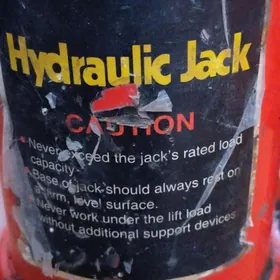 Hydraulic Jack
CAUTION
• Never exceed the jack's rated load
capacity.
Base of jack should always rest on
a firm, level surface.
Never work under the lift load
without additional support devices